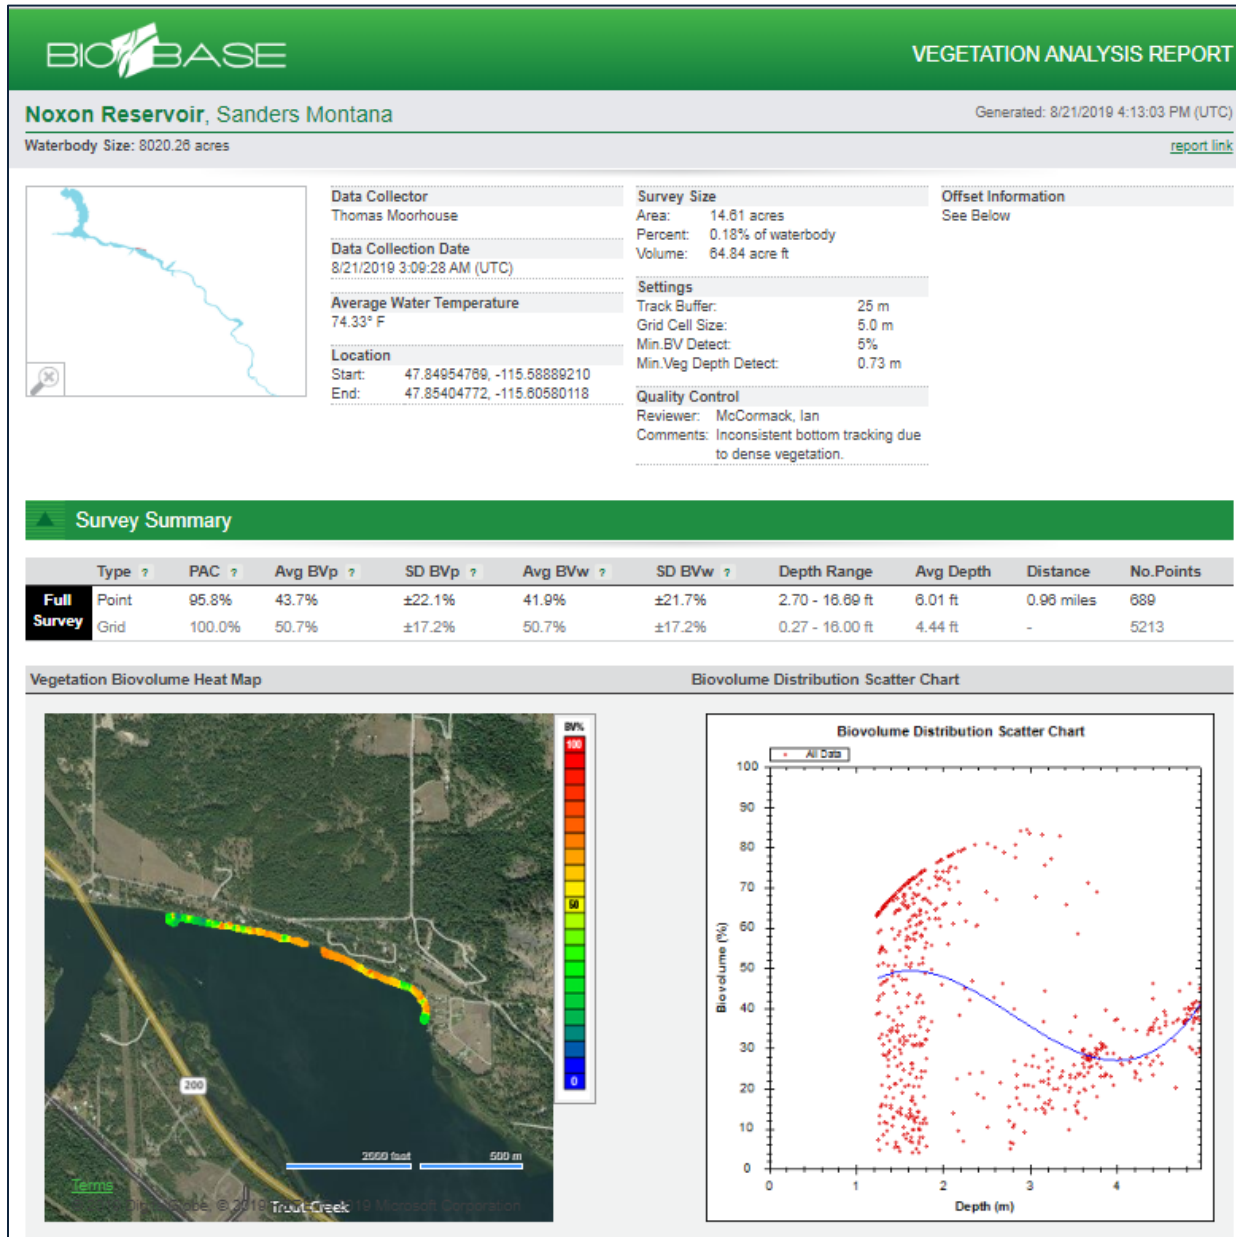 BIOBASE
VEGETATION ANALYSIS REPORT
Noxon Reservoir, Sanders Montana
Generated: 8/21/2019 4:13:03 PM (UTC)
Waterbody Size: 8020.26 acres
report link
Data Collector
Thomas Moorhouse
Data Collection Date
8/21/2019 3:09:28 AM (UTC)
Average Water Temperature
74.33° F
Location
Start: 47.84954769, -115.58889210
End: 47.85404772, -115.60580118
Survey Size
Area: 14.61 acres
Percent: 0.18% of waterbody
Volume: 64.84 acre ft
Settings
Track Buffer: 25 m
Grid Cell Size: 5.0 m
Min.BV Detect: 5%
Min.Veg Depth Detect: 0.73 m
Quality Control
Reviewer: McCormack, Ian
Comments: Inconsistent bottom tracking due
to dense vegetation.
Offset Information
See Below
Survey Summary
Type ? PAC ? Avg BVp ? SD BVp ? Avg BVw ? SD BVw ? Depth Range Avg Depth Distance No.Points
Full Survey
Point 95.8% 43.7% ±22.1% 41.9% ±21.7% 2.70 - 16.69 ft 6.01 ft 0.96 miles 689
Grid 100.0% 50.7% ±17.2% 50.7% ±17.2% 0.27 - 16.00 ft 4.44 ft - 5213
Vegetation Biovolume Heat Map
Biovolume Distribution Scatter Chart
BV%
100
50
0
200
2000 feet
500 m
Terms
Trout Creek
© 2019 Microsoft Corporation
Biovolume Distribution Scatter Chart
All Data
100
90
80
70
60
50
40
30
20
10
0
Biovolume (%)
0 1 2 3 4
Depth (m)